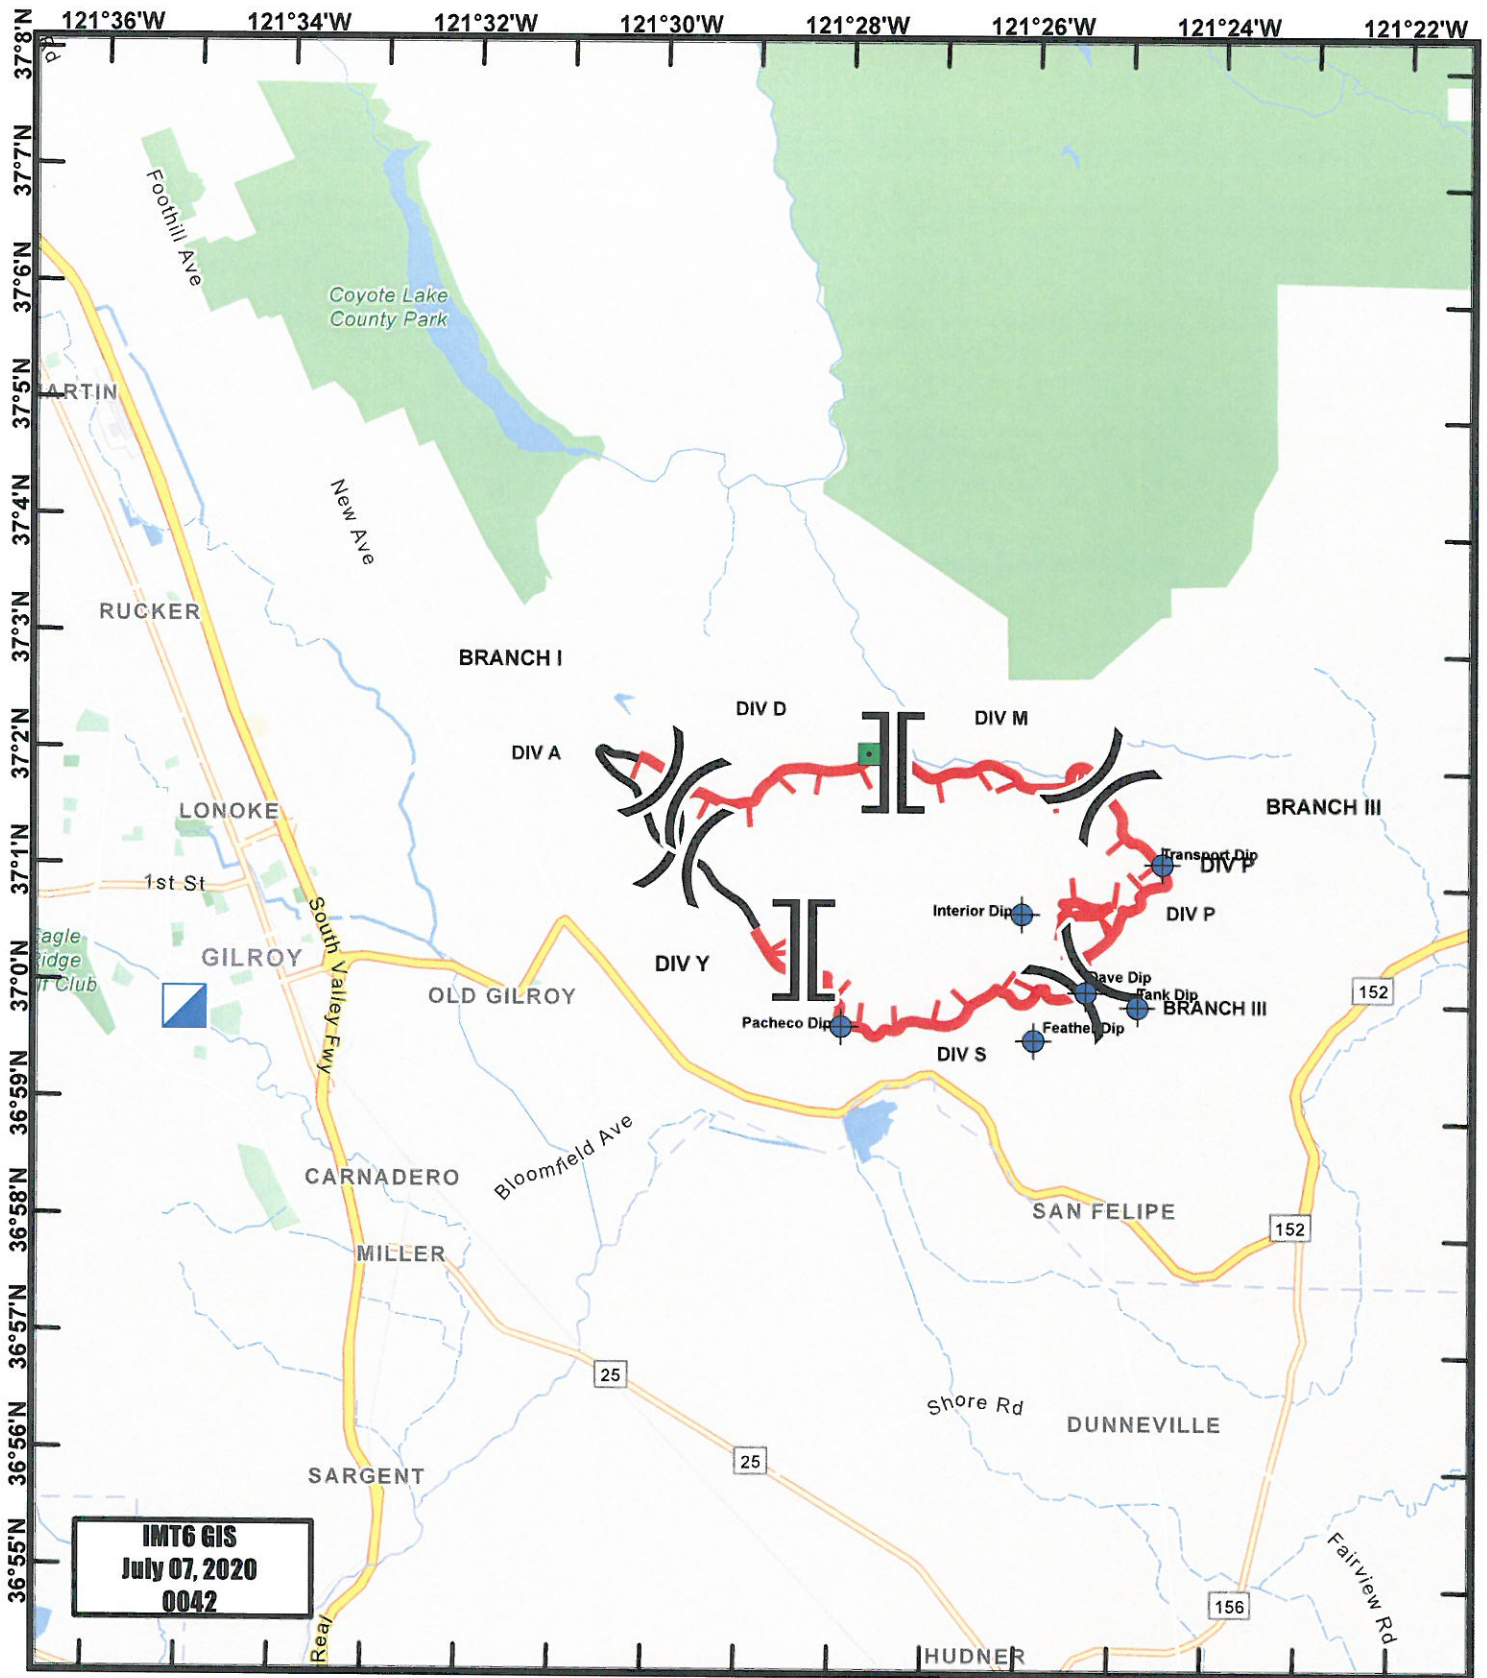 121°36'W 121°34'W 121°32'W 121°30'W 121°28'W 121°26'W 121°24'W 121°22'W
37°8'N
Rd
37°7'N
Foothill Ave
37°6'N
Coyote Lake
County Park
37°5'N
ARTIN
37°4'N
New Ave
37°3'N
RUCKER
BRANCH I
DIV D
DIV M
37°2'N
DIV A
LONOKE
BRANCH III
37°1'N
1st St
Transport Dip
DIV P
South Valley Fwy
Interior Dip
DIV P
agle
idge
f Club
GILROY
DIV Y
37°0'N
OLD GILROY
Dave Dip
Tank Dip
152
BRANCH III
Pacheco Dip
Feather Dip
DIV S
36°59'N
Bloomfield Ave
CARNADERO
36°58'N
SAN FELIPE
152
MILLER
36°57'N
25
Shore Rd
36°56'N
DUNNEVILLE
25
SARGENT
36°55'N
IMT6 GIS
July 07, 2020
0042
Fairview Rd
156
Real
HUDNER